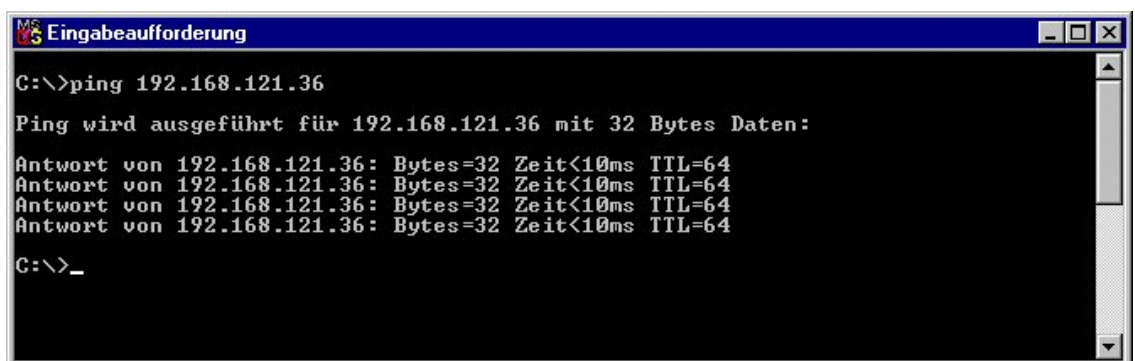 MS
DOS
Eingabeaufforderung
C:\>ping 192.168.121.36
Ping wird ausgeführt für 192.168.121.36 mit 32 Bytes Daten:
Antwort von 192.168.121.36: Bytes=32 Zeit<10ms TTL=64
Antwort von 192.168.121.36: Bytes=32 Zeit<10ms TTL=64
Antwort von 192.168.121.36: Bytes=32 Zeit<10ms TTL=64
Antwort von 192.168.121.36: Bytes=32 Zeit<10ms TTL=64
C:\>_